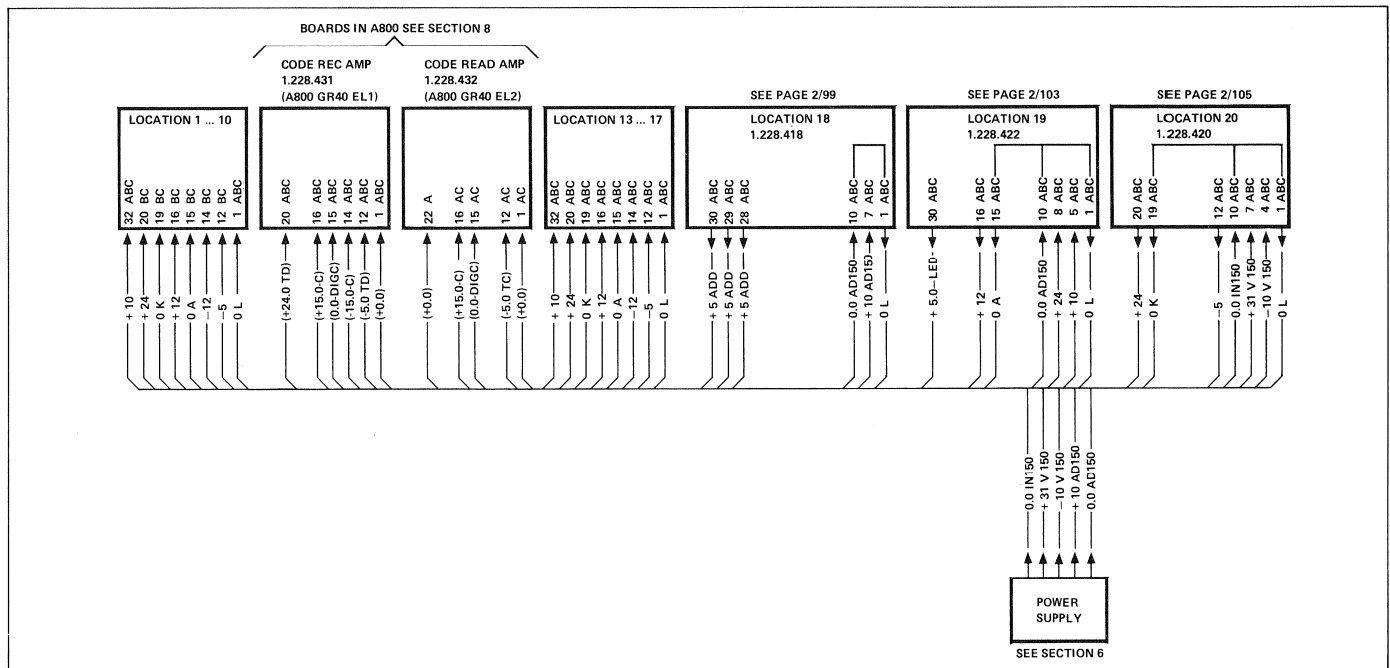 BOARDS IN A800 SEE SECTION 8
CODE REC AMP
1.228.431
(A800 GR40 EL1)
CODE READ AMP
1.228.432
(A800 GR40 EL2)
SEE PAGE 2/99
SEE PAGE 2/103
SEE PAGE 2/105
LOCATION 1 ... 10
LOCATION 13 ... 17
LOCATION 18
1.228.418
LOCATION 19
1.228.422
LOCATION 20
1.228.420
32 ABC
20 BC
19 BC
16 BC
15 BC
14 BC
12 BC
1 ABC
20 ABC
16 ABC
15 ABC
14 ABC
12 ABC
1 ABC
22 A
16 AC
15 AC
12 AC
1 AC
32 ABC
20 ABC
19 ABC
16 ABC
15 ABC
14 ABC
12 ABC
1 ABC
30 ABC
29 ABC
28 ABC
10 ABC
7 ABC
1 ABC
30 ABC
16 ABC
15 ABC
10 ABC
8 ABC
5 ABC
1 ABC
20 ABC
19 ABC
12 ABC
10 ABC
7 ABC
4 ABC
1 ABC
+ 10
+ 24
0 K
+ 12
0 A
−12
−5
0 L
(+24.0 TD)
(+15.0-C)
(0.0-DIGC)
(-15.0-C)
(-5.0 TD)
(+0.0)
(+0.0)
(+15.0-C)
(0.0-DIGC)
(-5.0 TC)
(+0.0)
+ 10
+ 24
0 K
+ 12
0 A
−12
−5
0 L
+ 5 ADD
+ 5 ADD
+ 5 ADD
0.0 AD150
+ 10 AD150
0 L
+ 5.0-LED
+ 12
0 A
0.0 AD150
+ 24
+ 10
0 L
+ 24
0 K
−5
0.0 IN150
+ 31 V 150
−10 V 150
0 L
0.0 IN150
+ 31 V 150
−10 V 150
+ 10 AD150
0.0 AD150
POWER
SUPPLY
SEE SECTION 6